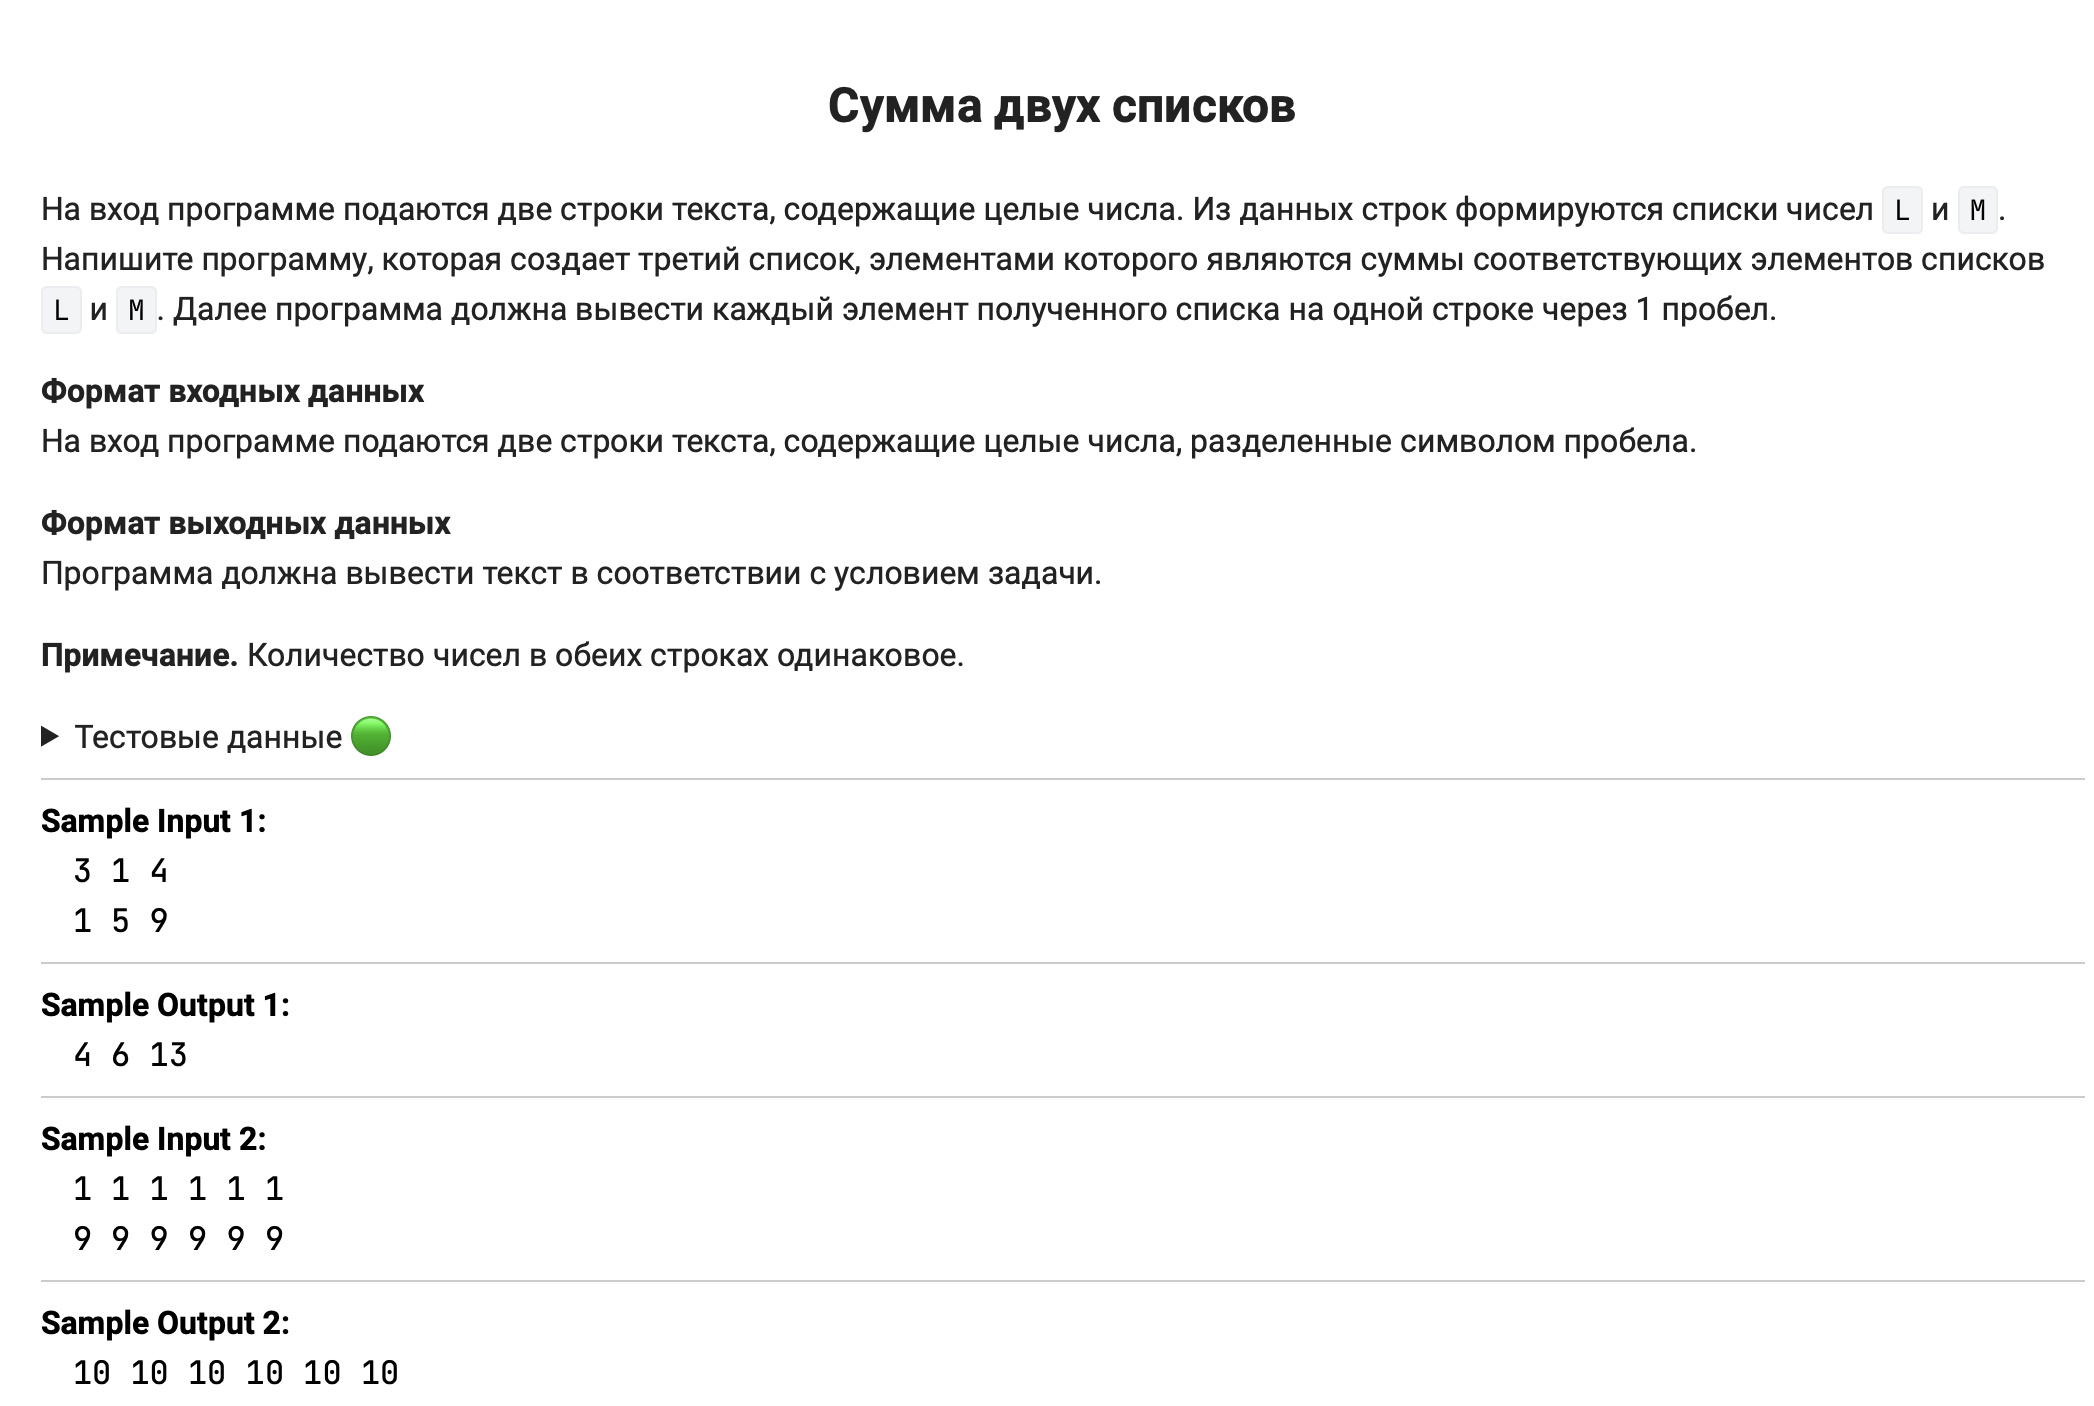 Сумма двух списков
На вход программе подаются две строки текста, содержащие целые числа. Из данных строк формируются списки чисел L и M.
Напишите программу, которая создает третий список, элементами которого являются суммы соответствующих элементов списков
L и M. Далее программа должна вывести каждый элемент полученного списка на одной строке через 1 пробел.
Формат входных данных
На вход программе подаются две строки текста, содержащие целые числа, разделенные символом пробела.
Формат выходных данных
Программа должна вывести текст в соответствии с условием задачи.
Примечание. Количество чисел в обеих строках одинаковое.
Тестовые данные
Sample Input 1:
3 1 4
1 5 9
Sample Output 1:
4 6 13
Sample Input 2:
1 1 1 1 1 1
9 9 9 9 9 9
Sample Output 2:
10 10 10 10 10 10